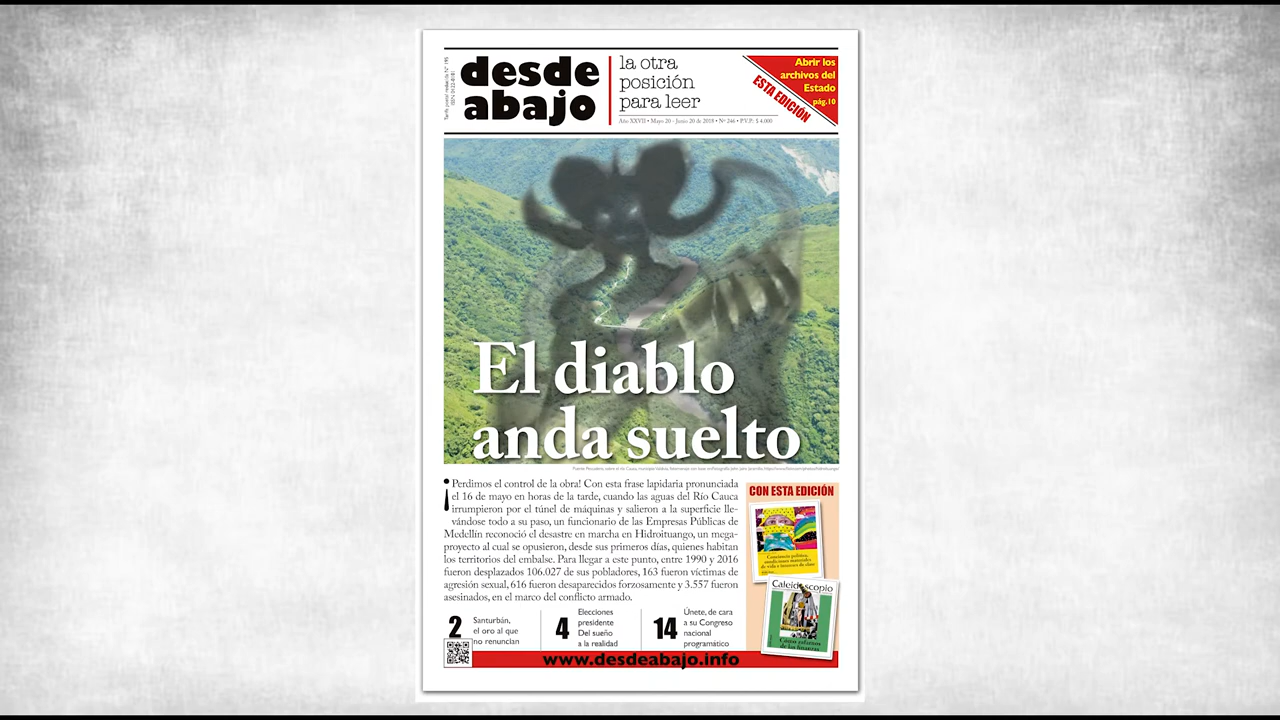 desde
abajo
la otra
posición
para leer
Año XXVII • Mayo 20 - Junio 20 de 2018 • Nº 246 • P.V.P.: $ 4.000
ESTA EDICIÓN
Abrir los
archivos del
Estado
pág.10
El diablo
anda suelto
¡Perdimos el control de la obra! Con esta frase lapidaria pronunciada
el 16 de mayo en horas de la tarde, cuando las aguas del Río Cauca
irrumpieron por el túnel de máquinas y salieron a la superficie lle-
vándose todo a su paso, un funcionario de las Empresas Públicas de
Medellín reconoció el desastre en marcha en Hidroituango, un mega-
proyecto al cual se opusieron, desde sus primeros días, quienes habitan
los territorios del embalse. Para llegar a este punto, entre 1990 y 2016
fueron desplazados 106.027 de sus pobladores, 163 fueron víctimas de
agresión sexual, 616 fueron desaparecidos forzosamente y 3.557 fueron
asesinados, en el marco del conflicto armado.
CON ESTA EDICIÓN
Caleidoscopio
2
Santurbán,
el oro al que
no renuncian
4
Elecciones
presidente
Del sueño
a la realidad
14
Únete, de cara
a su Congreso
nacional
programático
www.desdeabajo.info